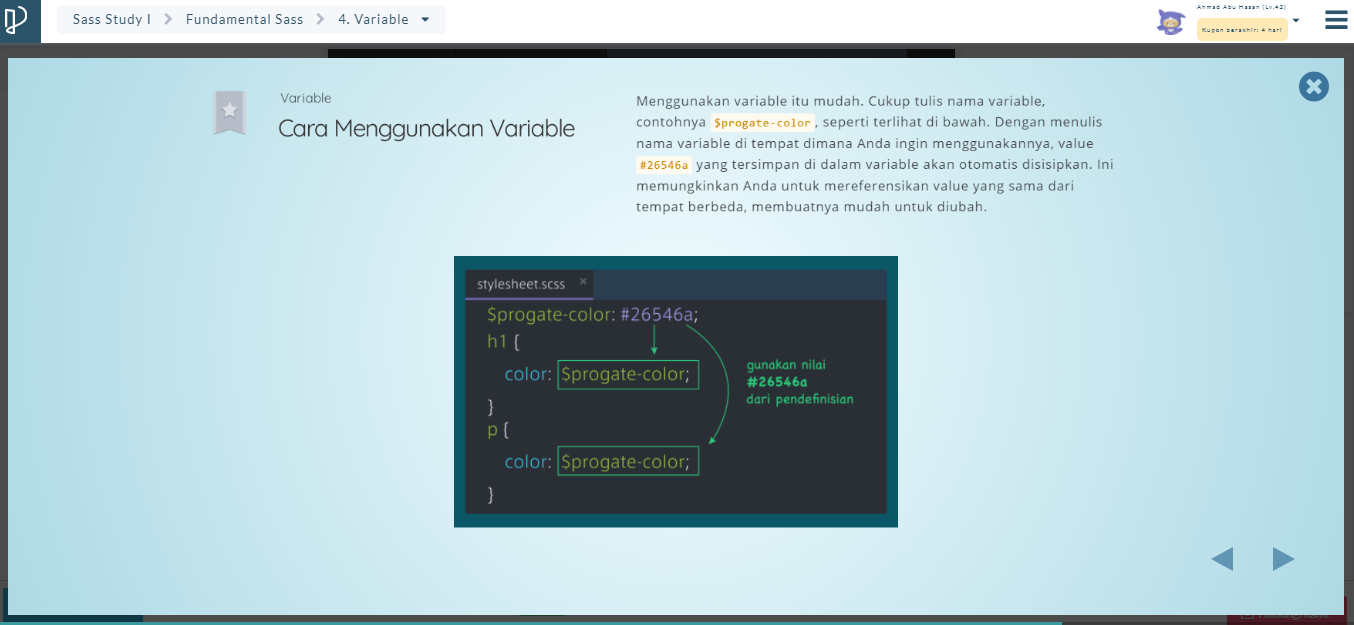 Sass Study I
Fundamental Sass
4. Variable
Ahmad Abu Hasan (Lv.42)
Kupon berakhir: 4 hari
Variable
Cara Menggunakan Variable
Menggunakan variable itu mudah. Cukup tulis nama variable,
contohnya $progate-color, seperti terlihat di bawah. Dengan menulis
nama variable di tempat dimana Anda ingin menggunakannya, value
#26546a yang tersimpan di dalam variable akan otomatis disisipkan. Ini
memungkinkan Anda untuk mereferensikan value yang sama dari
tempat berbeda, membuatnya mudah untuk diubah.
stylesheet.scss ×
$progate-color: #26546a;
h1 {
color: $progate-color;
}
p {
color: $progate-color;
}
gunakan nilai
#26546a
dari pendefinisian